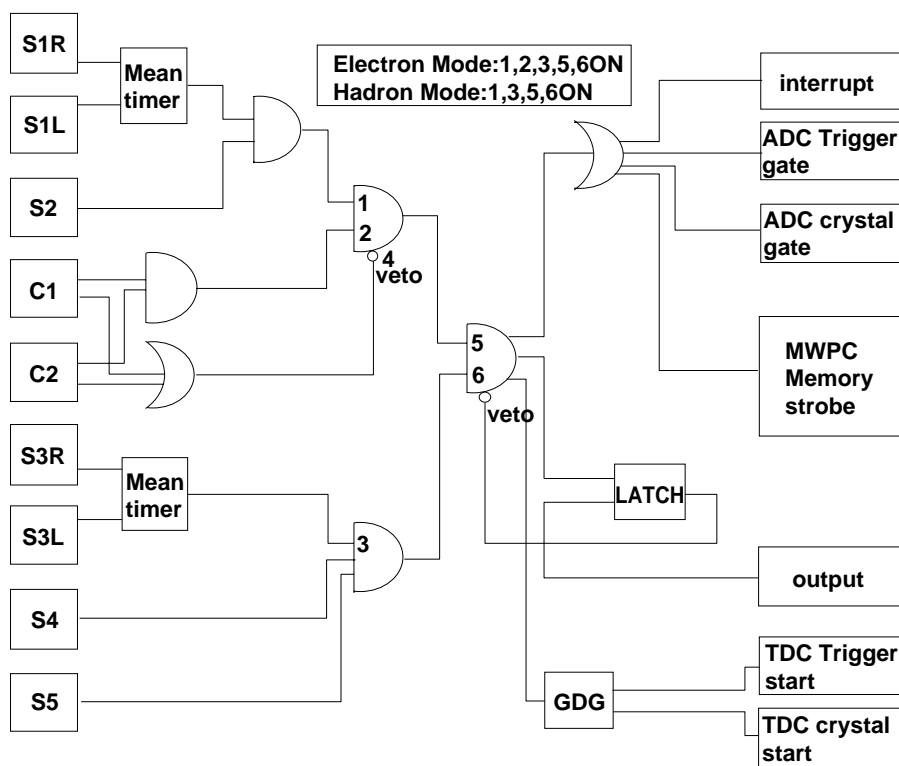 S1R
S1L
S2
C1
C2
S3R
S3L
S4
S5
Mean
timer
Mean
timer
Electron Mode:1,2,3,5,6ON
Hadron Mode:1,3,5,6ON
1
2
4
veto
3
5
6
veto
LATCH
GDG
interrupt
ADC Trigger
gate
ADC crystal
gate
MWPC
Memory
strobe
output
TDC Trigger
start
TDC crystal
start